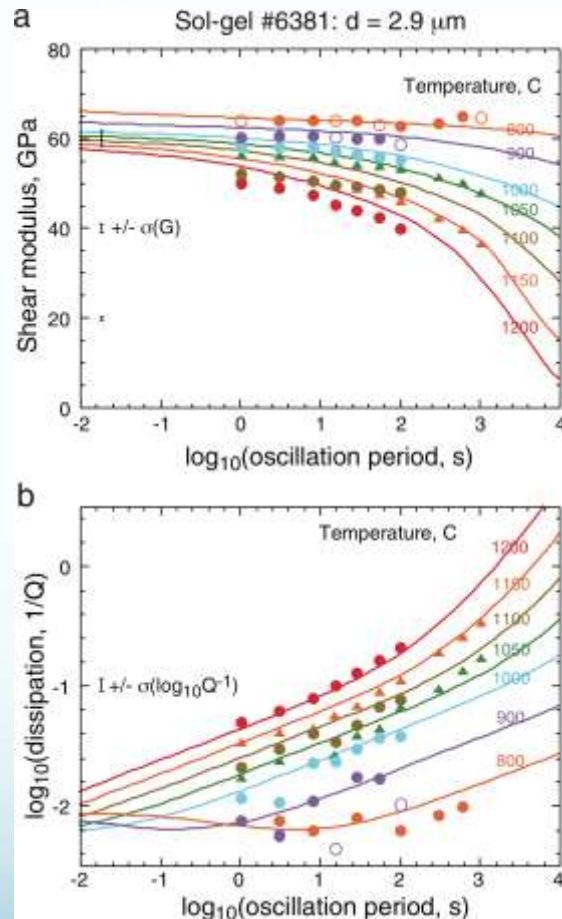 a
Sol-gel #6381: d = 2.9 μm
80
60
40
20
0
Shear modulus, GPa
Temperature, C
800
900
1000
1050
1100
1150
1200
I +/- σ(G)
-2 -1 0 1 2 3 4
log10(oscillation period, s)
b
0
-1
-2
log10(dissipation, 1/Q)
Temperature, C
1200
1150
1100
1050
1000
900
800
I +/- σ(log10Q-1)
-2 -1 0 1 2 3 4
log10(oscillation period, s)